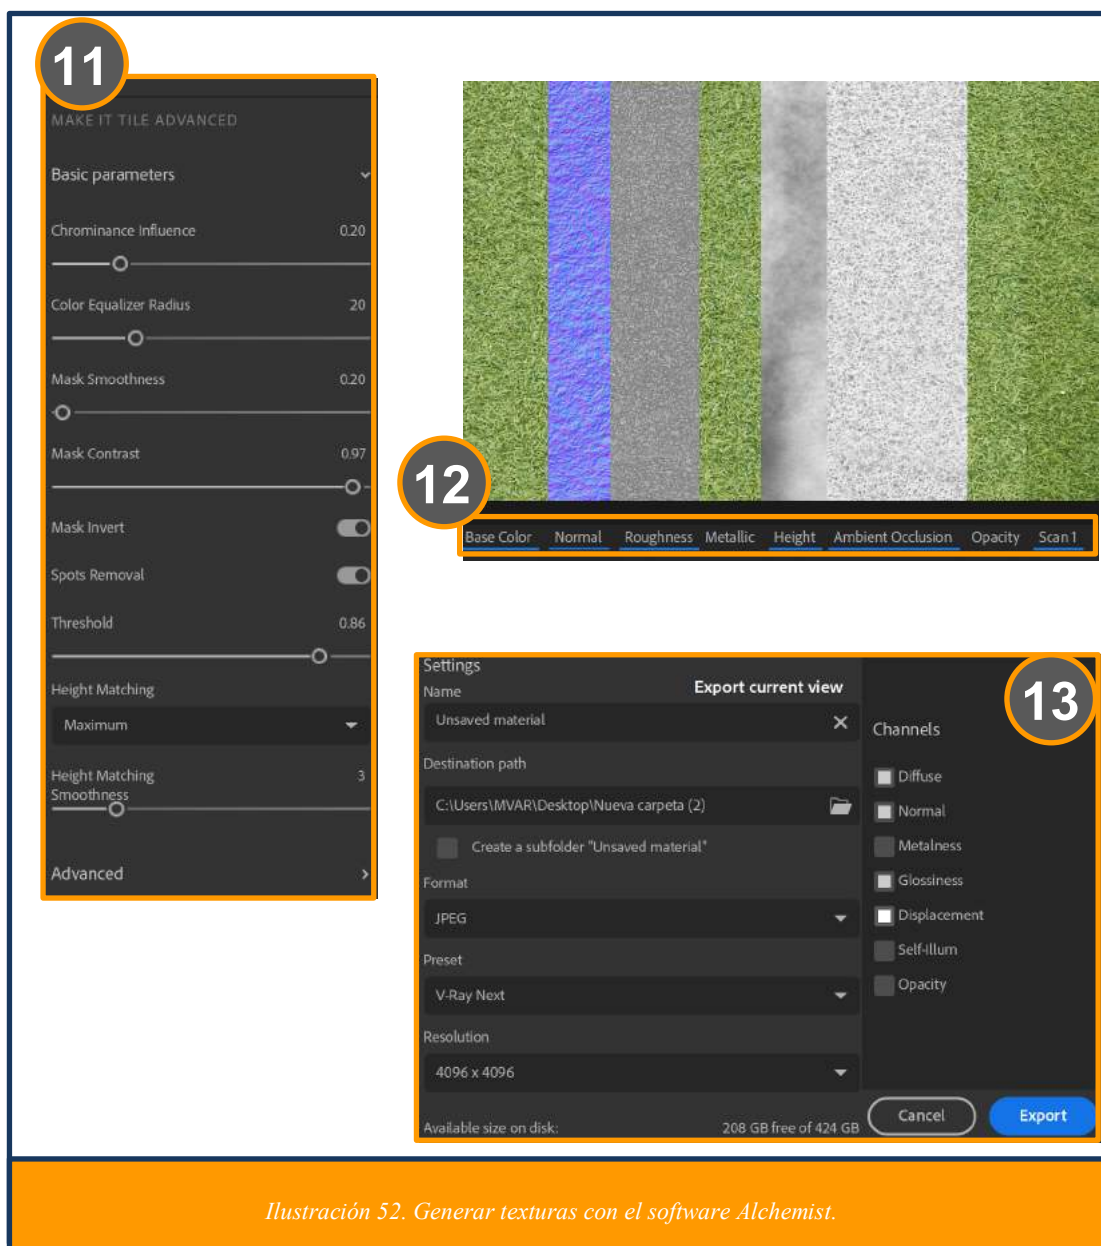 11
MAKE IT TILE ADVANCED
Basic parameters
Chrominance Influence 0.20
Color Equalizer Radius 20
Mask Smoothness 0.20
Mask Contrast 0.97
Mask Invert
Spots Removal
Threshold 0.86
Height Matching
Maximum
Height Matching 3
Smoothness
Advanced
12
Base Color Normal Roughness Metallic Height Ambient Occlusion Opacity Scan 1
13
Settings
Name Export current view
Unsaved material
Destination path
C:\Users\MVAR\Desktop\Nueva carpeta (2)
Create a subfolder "Unsaved material"
Format
JPEG
Preset
V-Ray Next
Resolution
4096 x 4096
Available size on disk: 208 GB free of 424 GB
Channels
Diffuse
Normal
Metalness
Glossiness
Displacement
Self-Illum
Opacity
Cancel Export
Ilustración 52. Generar texturas con el software Alchemist.